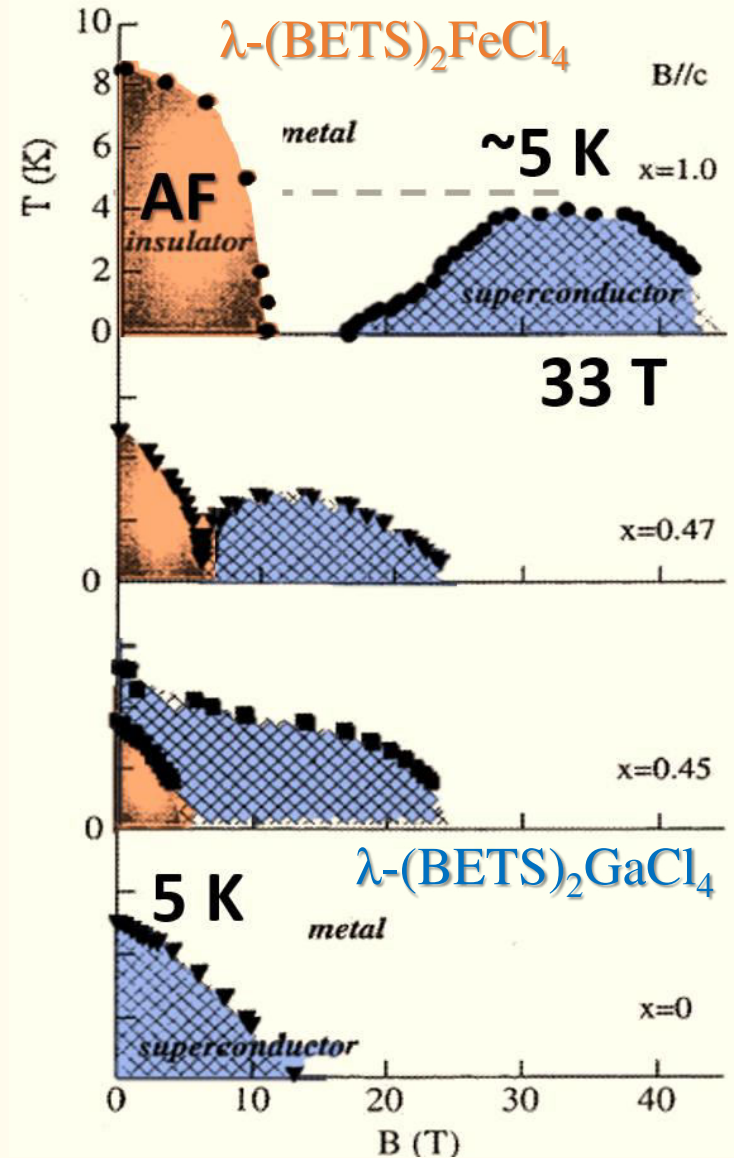 λ-(BETS)₂FeCl₄
10
8
6
4
2
0
T (K)
B//c
metal
~5 K
x=1.0
AF
insulator
superconductor
33 T
x=0.47
0
x=0.45
0
λ-(BETS)₂GaCl₄
5 K
metal
x=0
superconductor
0 10 20 30 40
B (T)